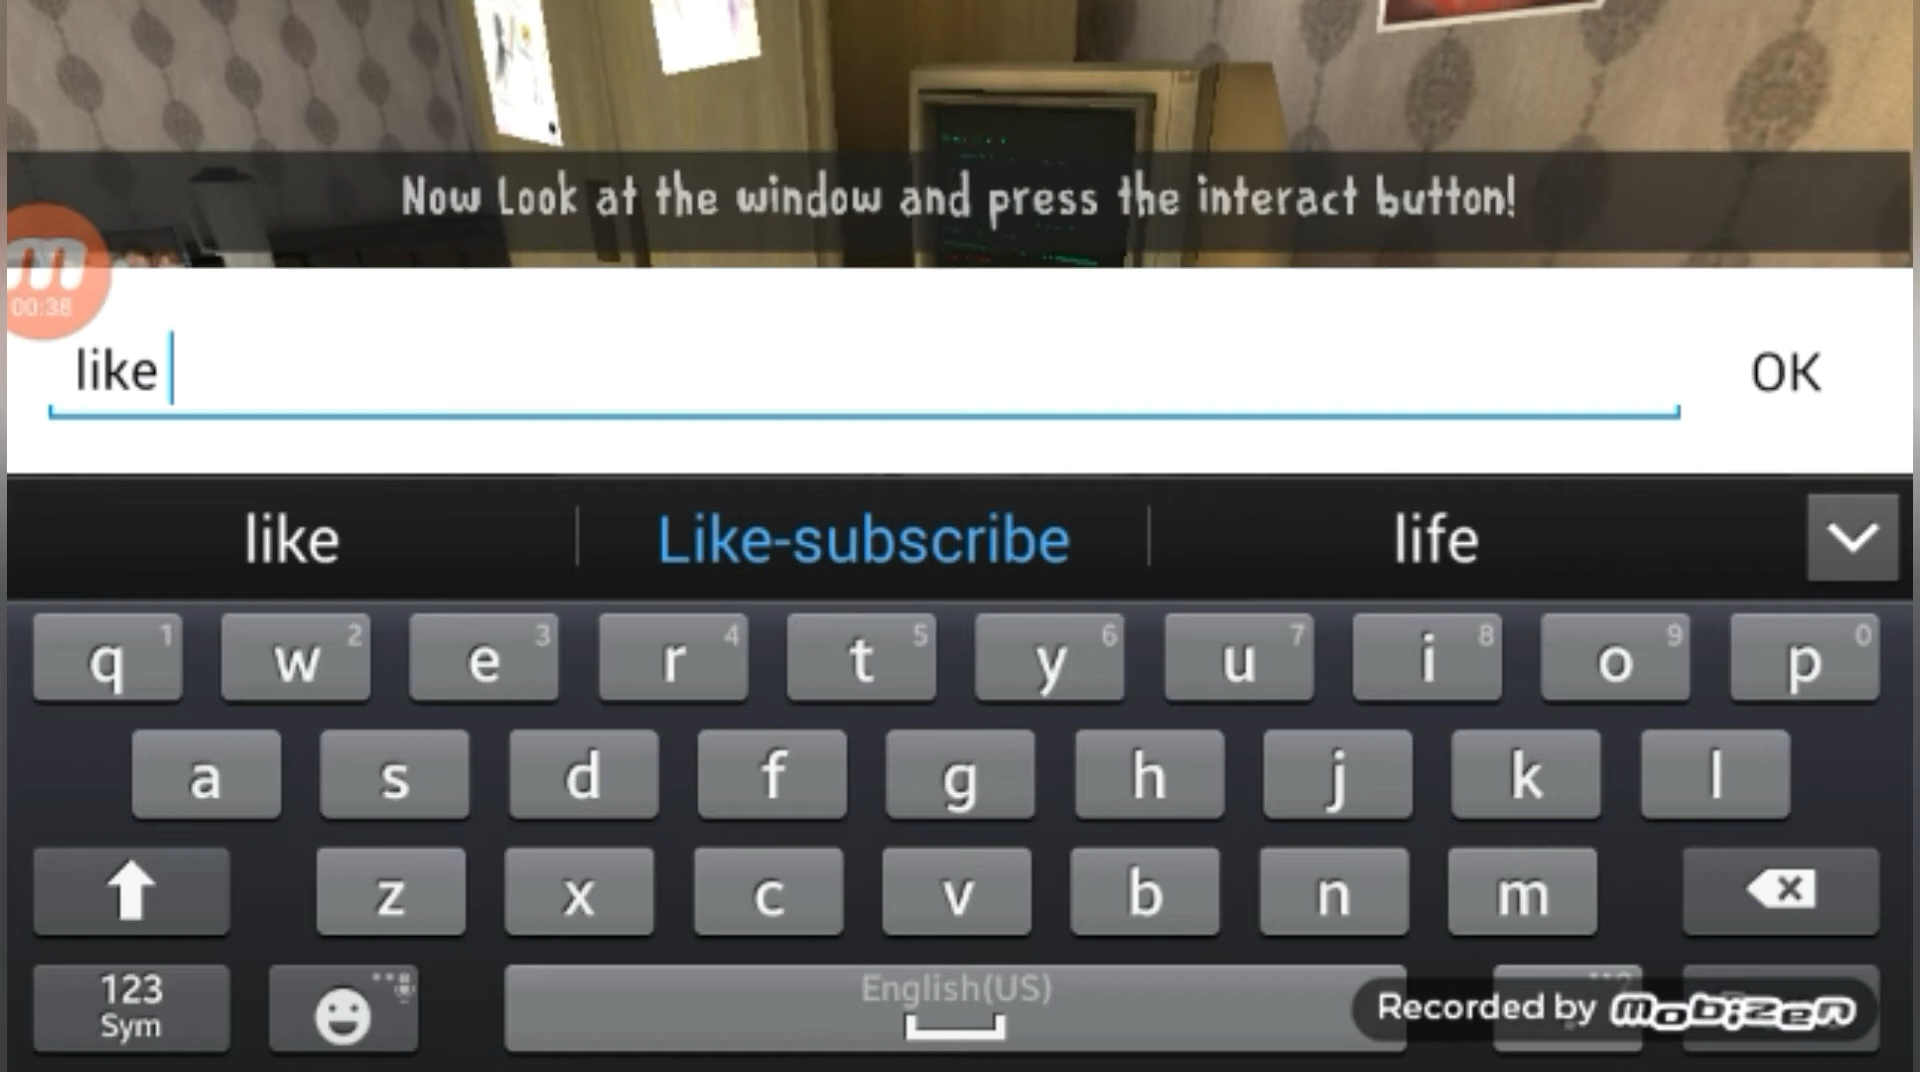 Now Look at the window and press the interact button!
m
00:38
like
OK
like Like-subscribe life
q 1 w 2 e 3 r 4 t 5 y 6 u 7 i 8 o 9 p 0
a s d f g h j k l
z x c v b n m
123
Sym
English(US)
Recorded by mobizen